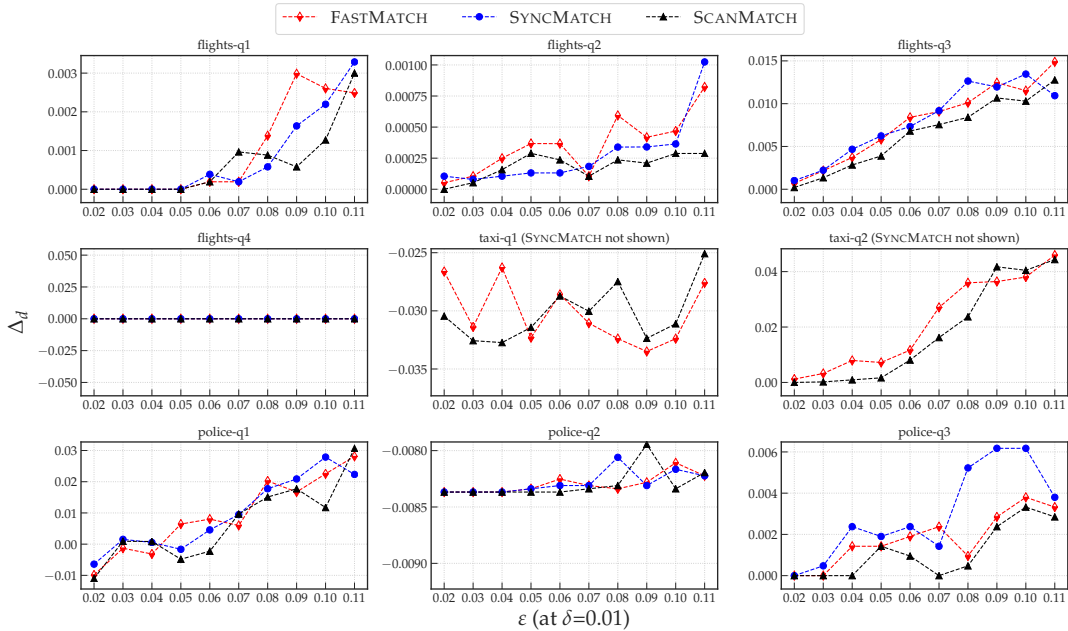 FASTMATCH SYNCMATCH SCANMATCH
flights-q1 flights-q2 flights-q3
0.003
0.002
0.001
0.000
0.02 0.03 0.04 0.05 0.06 0.07 0.08 0.09 0.10 0.11
0.00100
0.00075
0.00050
0.00025
0.00000
0.02 0.03 0.04 0.05 0.06 0.07 0.08 0.09 0.10 0.11
0.015
0.010
0.005
0.000
0.02 0.03 0.04 0.05 0.06 0.07 0.08 0.09 0.10 0.11
flights-q4 taxi-q1 (SYNCMATCH not shown) taxi-q2 (SYNCMATCH not shown)
Δd
0.050
0.025
0.000
−0.025
−0.050
0.02 0.03 0.04 0.05 0.06 0.07 0.08 0.09 0.10 0.11
−0.025
−0.030
−0.035
0.02 0.03 0.04 0.05 0.06 0.07 0.08 0.09 0.10 0.11
0.04
0.02
0.00
0.02 0.03 0.04 0.05 0.06 0.07 0.08 0.09 0.10 0.11
police-q1 police-q2 police-q3
0.03
0.02
0.01
0.00
−0.01
0.02 0.03 0.04 0.05 0.06 0.07 0.08 0.09 0.10 0.11
−0.0080
−0.0085
−0.0090
0.02 0.03 0.04 0.05 0.06 0.07 0.08 0.09 0.10 0.11
0.006
0.004
0.002
0.000
0.02 0.03 0.04 0.05 0.06 0.07 0.08 0.09 0.10 0.11
ε (at δ=0.01)